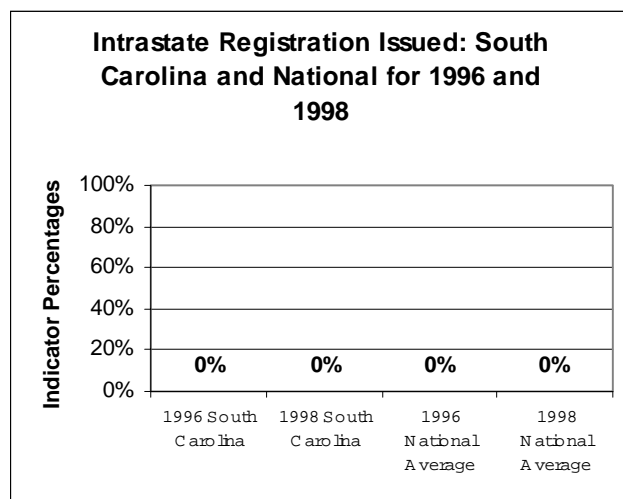 Intrastate Registration Issued: South
Carolina and National for 1996 and
1998
Indicator Percentages
100%
80%
60%
40%
20%
0%
0% 0% 0% 0%
1996 South
Carolina
1998 South
Carolina
1996
National
Average
1998
National
Average